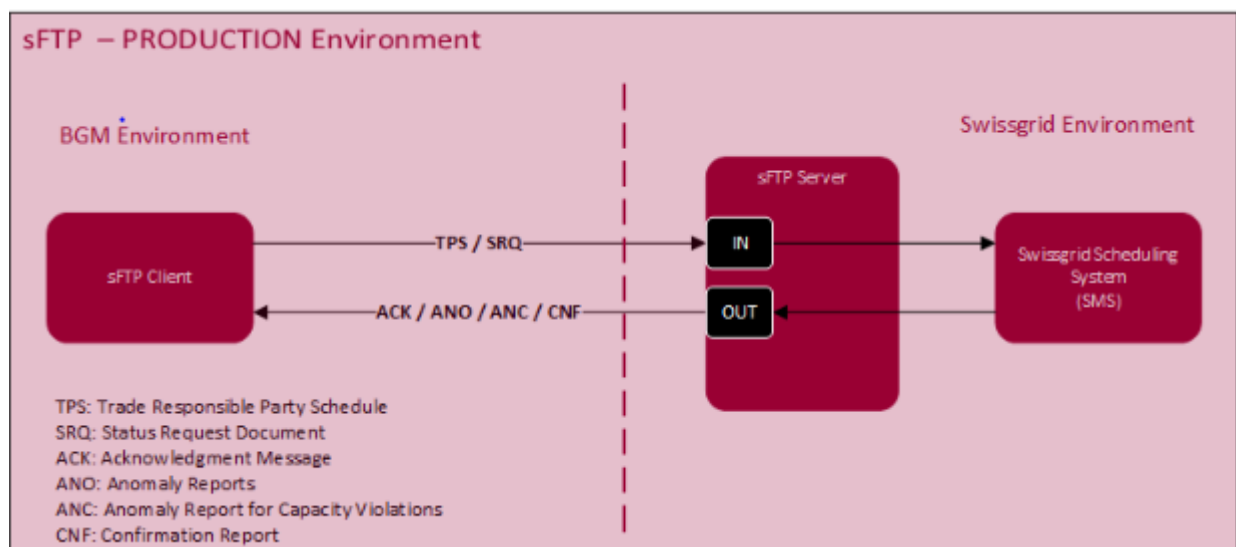 sFTP – PRODUCTION Environment
BGM Environment
Swissgrid Environment
sFTP Server
sFTP Client
TPS / SRQ
IN
ACK / ANO / ANC / CNF
OUT
Swissgrid Scheduling
System
(SMS)
TPS: Trade Responsible Party Schedule
SRQ: Status Request Document
ACK: Acknowledgment Message
ANO: Anomaly Reports
ANC: Anomaly Report for Capacity Violations
CNF: Confirmation Report